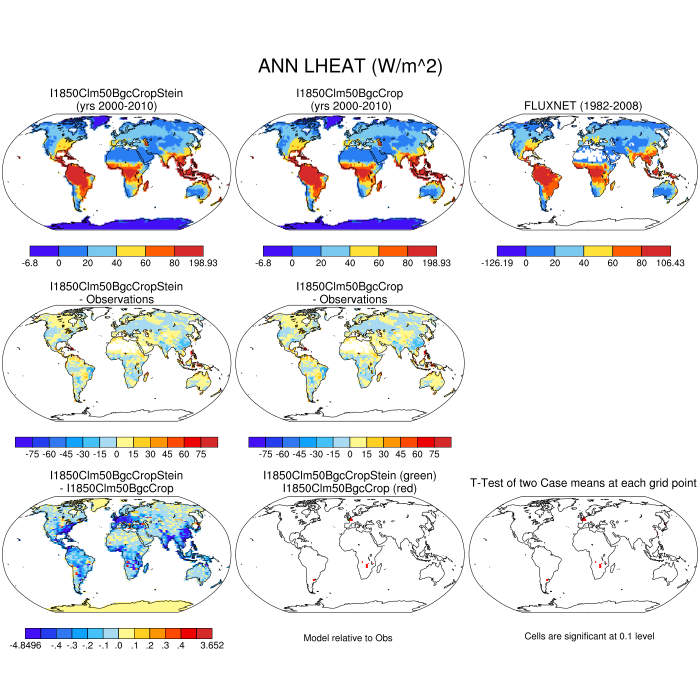 ANN LHEAT (W/m^2)
I1850Clm50BgcCropStein
(yrs 2000-2010)
I1850Clm50BgcCrop
(yrs 2000-2010)
FLUXNET (1982-2008)
-6.8 0 20 40 60 80 198.93
-6.8 0 20 40 60 80 198.93
-126.19 0 20 40 60 80 106.43
I1850Clm50BgcCropStein
- Observations
I1850Clm50BgcCrop
- Observations
-75 -60 -45 -30 -15 0 15 30 45 60 75
-75 -60 -45 -30 -15 0 15 30 45 60 75
I1850Clm50BgcCropStein
- I1850Clm50BgcCrop
I1850Clm50BgcCropStein (green)
I1850Clm50BgcCrop (red)
T-Test of two Case means at each grid point
-4.8496 -.4 -.3 -.2 -.1 .0 .1 .2 .3 .4 3.652
Model relative to Obs
Cells are significant at 0.1 level